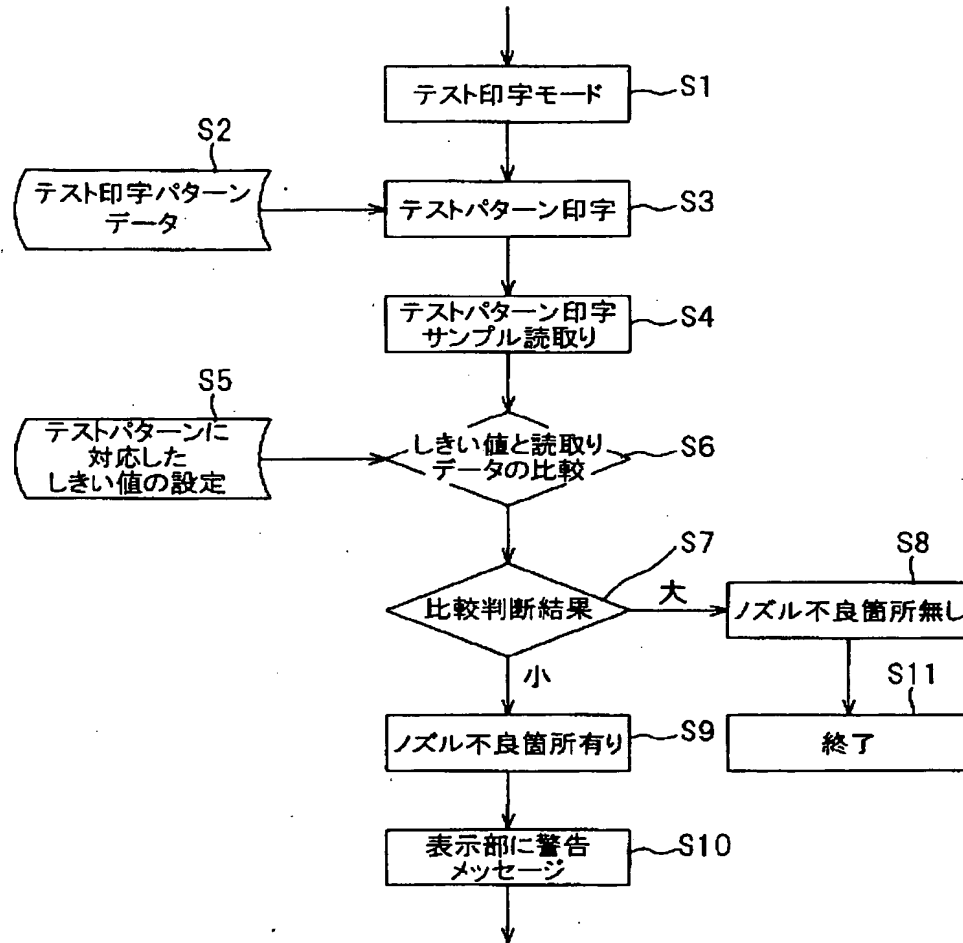 テスト印字モード
S1
S2
テスト印字パターン
データ
テストパターン印字
S3
テストパターン印字
サンプル読取り
S4
S5
テストパターンに
対応した
しきい値の設定
しきい値と読取り
データの比較
S6
S7
比較判断結果
大
S8
ノズル不良箇所無し
小
S11
終了
ノズル不良箇所有り
S9
表示部に警告
メッセージ
S10